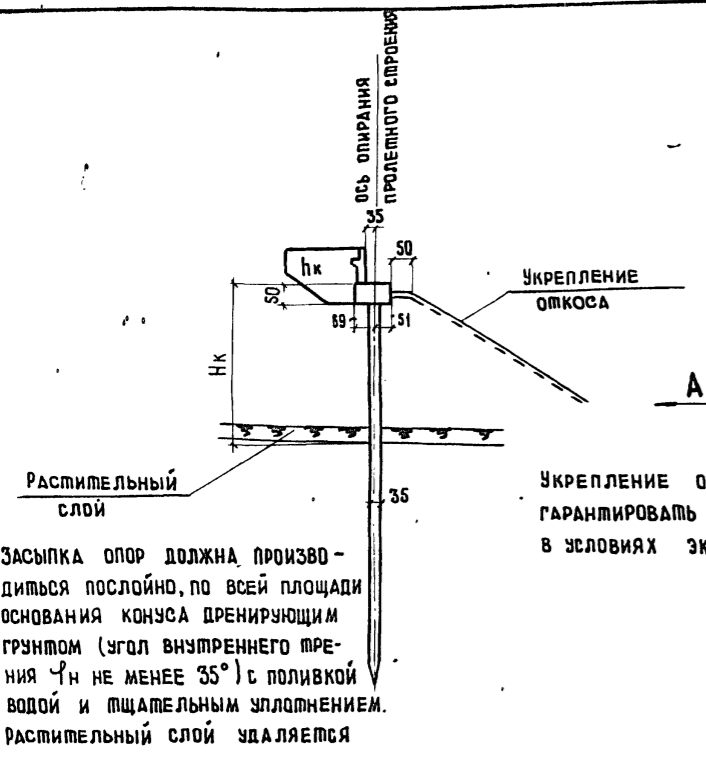 ОСЬ ОПИРАНИЯ
ПРОЛЕТНОГО СТРОЕНИЯ
35
50
hк
50
69
51
Нк
УКРЕПЛЕНИЕ
ОТКОСА
А
РАСТИТЕЛЬНЫЙ
СЛОЙ
35
УКРЕПЛЕНИЕ О
ГАРАНТИРОВАТЬ
В УСЛОВИЯХ ЭК
ЗАСЫПКА ОПОР ДОЛЖНА ПРОИЗВО-
ДИТЬСЯ ПОСЛОЙНО, ПО ВСЕЙ ПЛОЩАДИ
ОСНОВАНИЯ КОНУСА ДРЕНИРУЮЩИМ
ГРУНТОМ (УГОЛ ВНУТРЕННЕГО ТРЕ-
НИЯ φн НЕ МЕНЕЕ 35°) С ПОЛИВКОЙ
ВОДОЙ И ТЩАТЕЛЬНЫМ УПЛОТНЕНИЕМ.
РАСТИТЕЛЬНЫЙ СЛОЙ УДАЛЯЕТСЯ